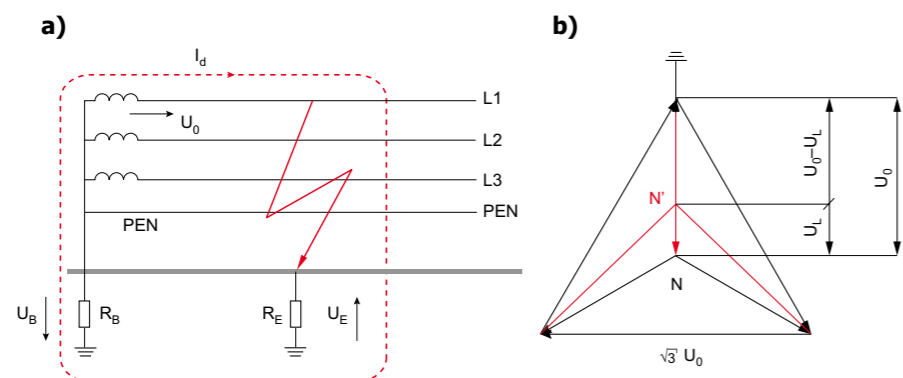 a)
I_d
L1
U_0
L2
L3
PEN
PEN
U_B
R_B
R_E
U_E
b)
U_0–U_L
U_0
N'
U_L
N
√3 U_0